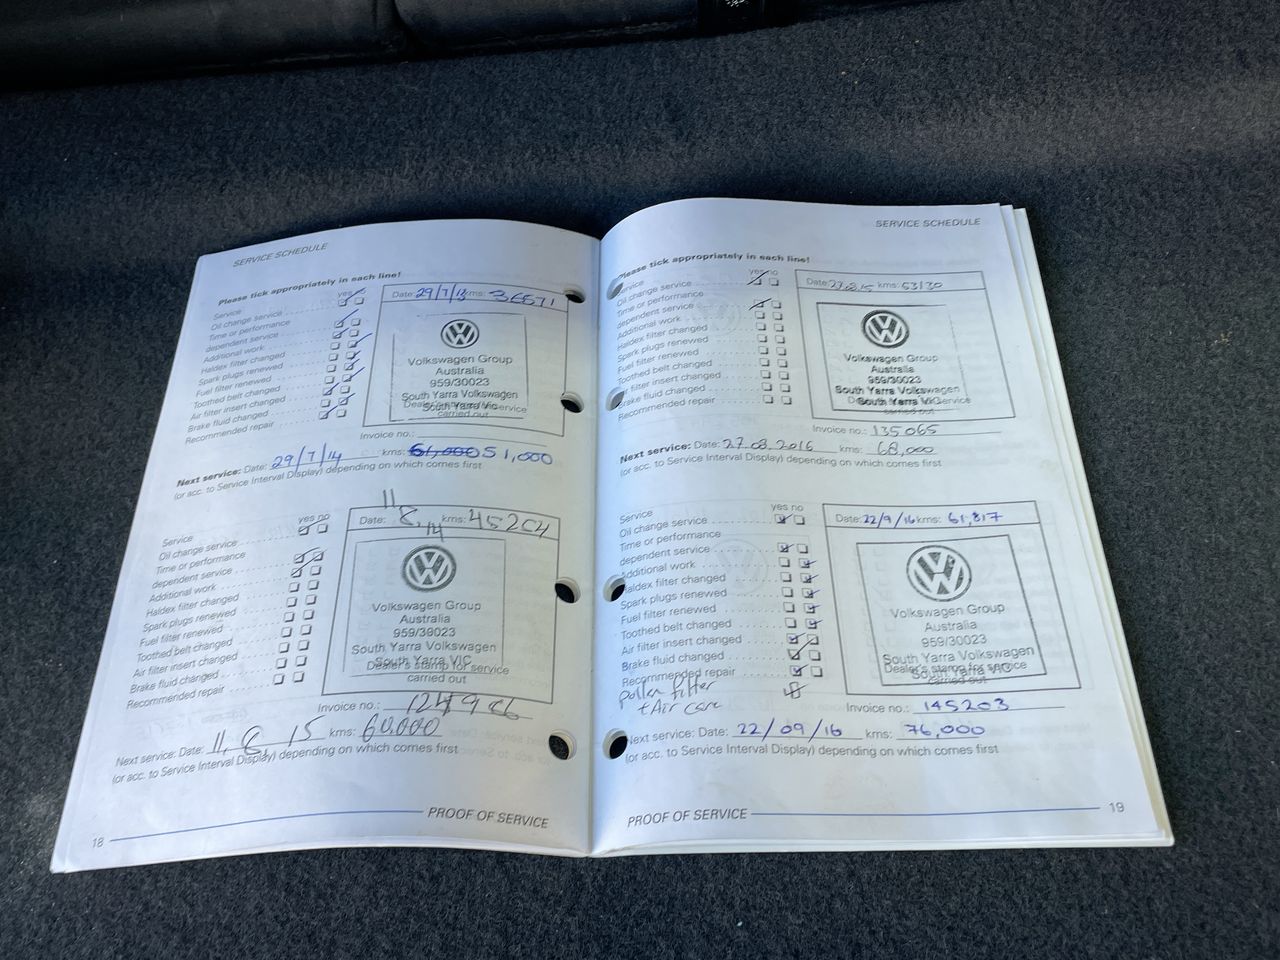 SERVICE SCHEDULE
Please tick appropriately in each line!
yes no
Service
Oil change service
Time or performance
dependent service
Additional work
Haldex filter changed
Spark plugs renewed
Fuel filter renewed
Toothed belt changed
Air filter insert changed
Brake fluid changed
Recommended repair
Date: 29/7/13 kms: 36571
Volkswagen Group
Australia
959/30023
South Yarra Volkswagen
South Yarra VIC
Dealer's stamp for service
carried out
Invoice no.:
Next service: Date: 29/7/14 kms: 61,000 51,000
(or acc. to Service Interval Display) depending on which comes first
yes no
Service
Oil change service
Time or performance
dependent service
Additional work
Haldex filter changed
Spark plugs renewed
Fuel filter renewed
Toothed belt changed
Air filter insert changed
Brake fluid changed
Recommended repair
Date: 11, 8, 14 kms: 45204
Volkswagen Group
Australia
959/30023
South Yarra Volkswagen
South Yarra VIC
Dealer's stamp for service
carried out
Invoice no.:
Next service: Date: 11, 8, 15 kms: 60,000
(or acc. to Service Interval Display) depending on which comes first
18 PROOF OF SERVICE
SERVICE SCHEDULE
Please tick appropriately in each line!
yes no
Service
Oil change service
Time or performance
dependent service
Additional work
Haldex filter changed
Spark plugs renewed
Fuel filter renewed
Toothed belt changed
Air filter insert changed
Brake fluid changed
Recommended repair
Date: 27.08.15 kms: 53130
Volkswagen Group
Australia
959/30023
South Yarra Volkswagen
South Yarra VIC
Dealer's stamp for service
carried out
Invoice no.: 135065
Next service: Date: 27.08.2016 kms: 68,000
(or acc. to Service Interval Display) depending on which comes first
yes no
Service
Oil change service
Time or performance
dependent service
Additional work
Haldex filter changed
Spark plugs renewed
Fuel filter renewed
Toothed belt changed
Air filter insert changed
Brake fluid changed
Recommended repair
pollen filter
+ Air care
Date: 22/9/16 kms: 61,817
Volkswagen Group
Australia
959/30023
South Yarra Volkswagen
South Yarra VIC
Dealer's stamp for service
carried out
Invoice no.: 145203
Next service: Date: 22/09/16 kms: 76,000
(or acc. to Service Interval Display) depending on which comes first
PROOF OF SERVICE 19